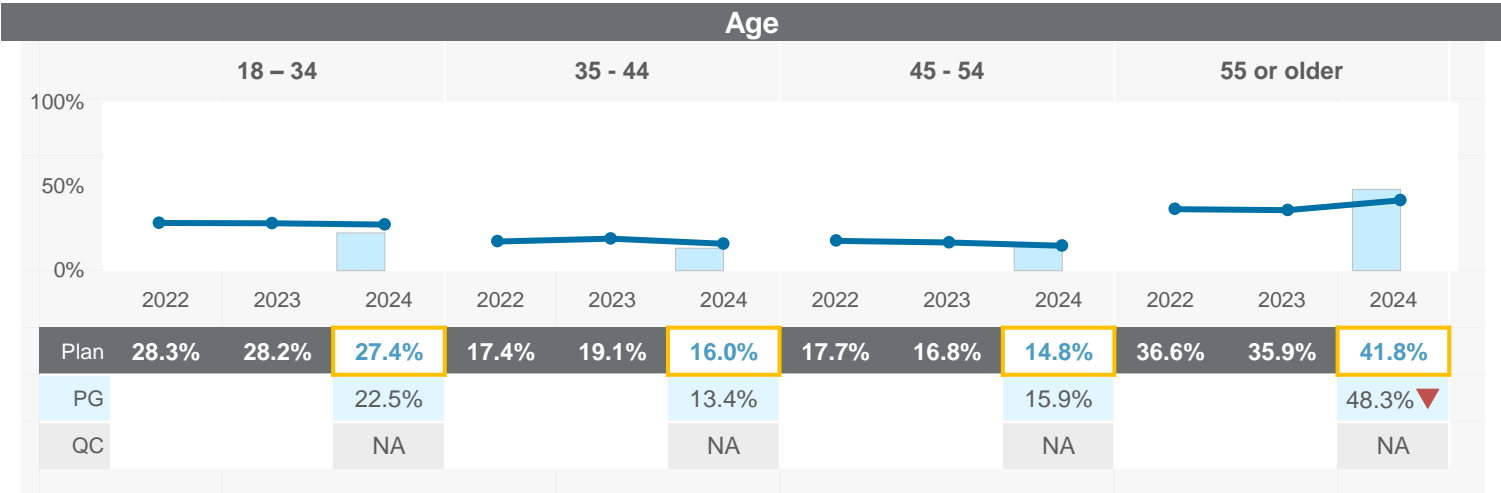 Age
18 – 34 35 - 44 45 - 54 55 or older
100%
50%
0%
2022 2023 2024 2022 2023 2024 2022 2023 2024 2022 2023 2024
Plan 28.3% 28.2% 27.4% 17.4% 19.1% 16.0% 17.7% 16.8% 14.8% 36.6% 35.9% 41.8%
PG 22.5% 13.4% 15.9% 48.3%▼
QC NA NA NA NA